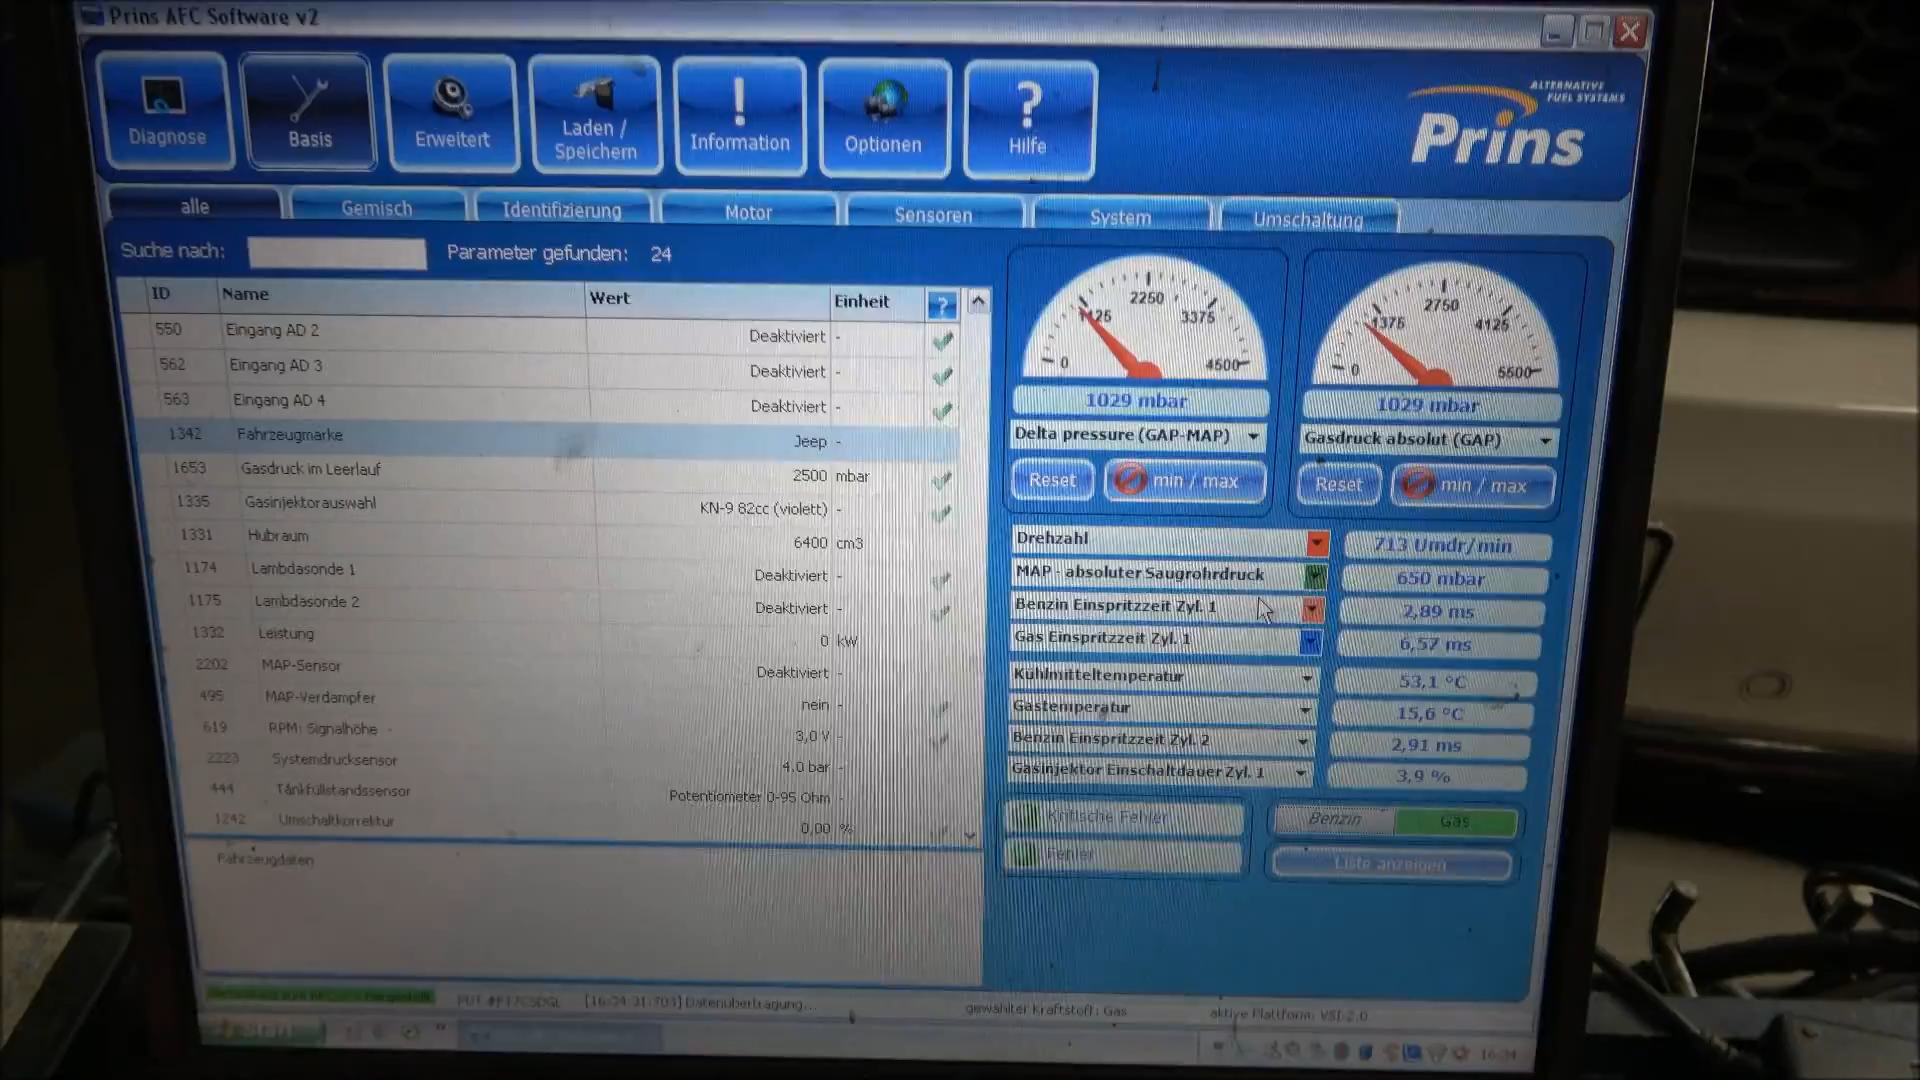 Prins AFC Software v2
Diagnose
Basis
Erweitert
Laden / Speichern
Information
Optionen
Hilfe
ALTERNATIVE
FUEL SYSTEMS
Prins
alle
Gemisch
Identifizierung
Motor
Sensoren
System
Umschaltung
Suche nach:
Parameter gefunden: 24
ID Name Wert Einheit ?
550 Eingang AD 2 Deaktiviert -
562 Eingang AD 3 Deaktiviert -
563 Eingang AD 4 Deaktiviert -
1342 Fahrzeugmarke Jeep -
1653 Gasdruck im Leerlauf 2500 mbar
1335 Gasinjektorauswahl KN-9 82cc (violett) -
1331 Hubraum 6400 cm3
1174 Lambdasonde 1 Deaktiviert -
1175 Lambdasonde 2 Deaktiviert -
1332 Leistung 0 kW
2202 MAP-Sensor Deaktiviert -
495 MAP-Verdampfer nein -
619 RPM: Signalhöhe 3,0 V -
2223 Systemdrucksensor 4.0 bar -
444 Tankfüllstandssensor Potentiometer 0-95 Ohm -
1242 Umschaltkorrektur 0,00 %
Fahrzeugdaten
0 1125 2250 3375 4500
1029 mbar
Delta pressure (GAP-MAP)
Reset min / max
0 1375 2750 4125 5500
1029 mbar
Gasdruck absolut (GAP)
Reset min / max
Drehzahl 713 Umdr/min
MAP - absoluter Saugrohrdruck 650 mbar
Benzin Einspritzzeit Zyl. 1 2,89 ms
Gas Einspritzzeit Zyl. 1 6,57 ms
Kühlmitteltemperatur 53,1 °C
Gastemperatur 15,6 °C
Benzin Einspritzzeit Zyl. 2 2,91 ms
Gasinjektor Einschaltdauer Zyl. 1 3,9 %
Kritische Fehler
Fehler
Benzin Gas
Liste anzeigen
Datenübertragung...
gewählter Kraftstoff: Gas
aktive Plattform: VSI-2.0